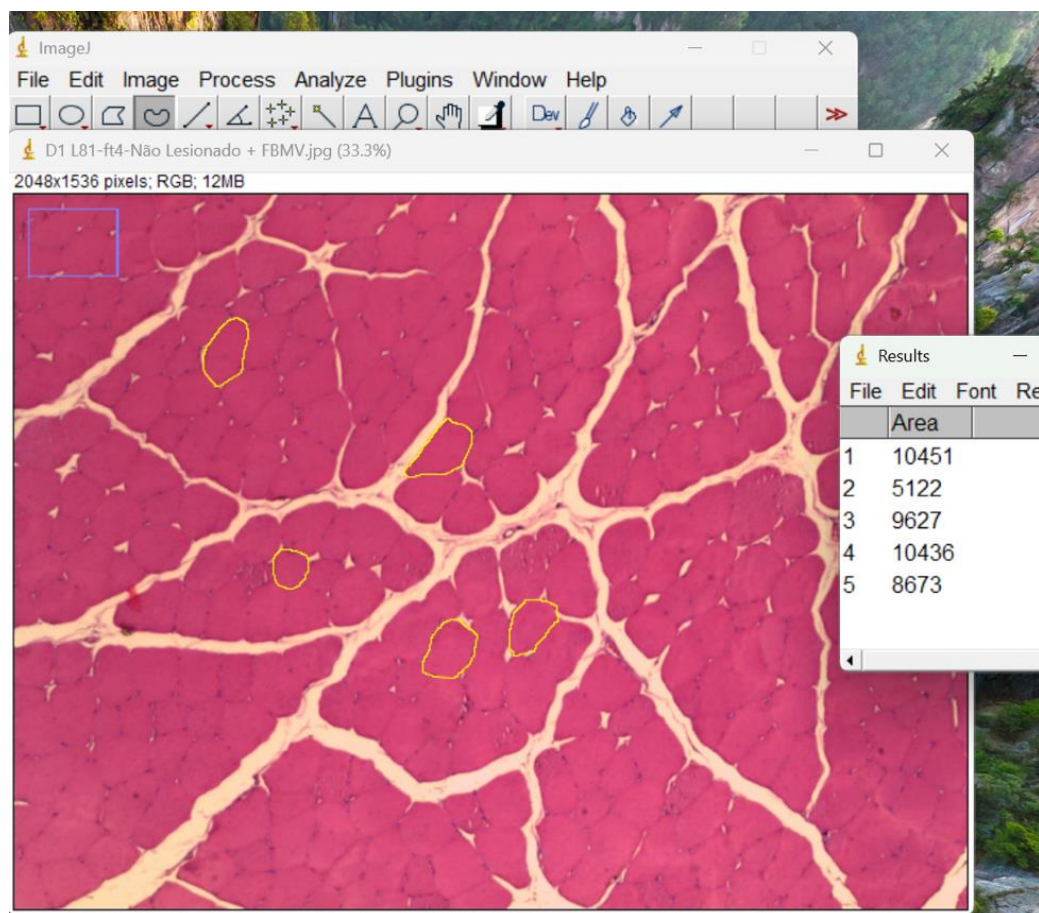 ImageJ
File Edit Image Process Analyze Plugins Window Help
Dev
D1 L81-ft4-Não Lesionado + FBMV.jpg (33.3%)
2048x1536 pixels; RGB; 12MB
Results
File Edit Font Re
Area
1 10451
2 5122
3 9627
4 10436
5 8673